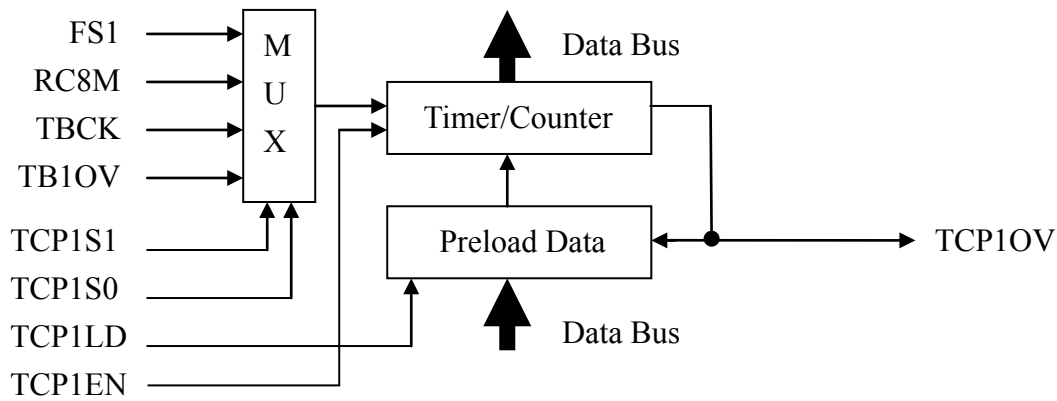 FS1
RC8M
TBCK
TB1OV
TCP1S1
TCP1S0
TCP1LD
TCP1EN
M
U
X
Data Bus
Timer/Counter
Preload Data
Data Bus
TCP1OV